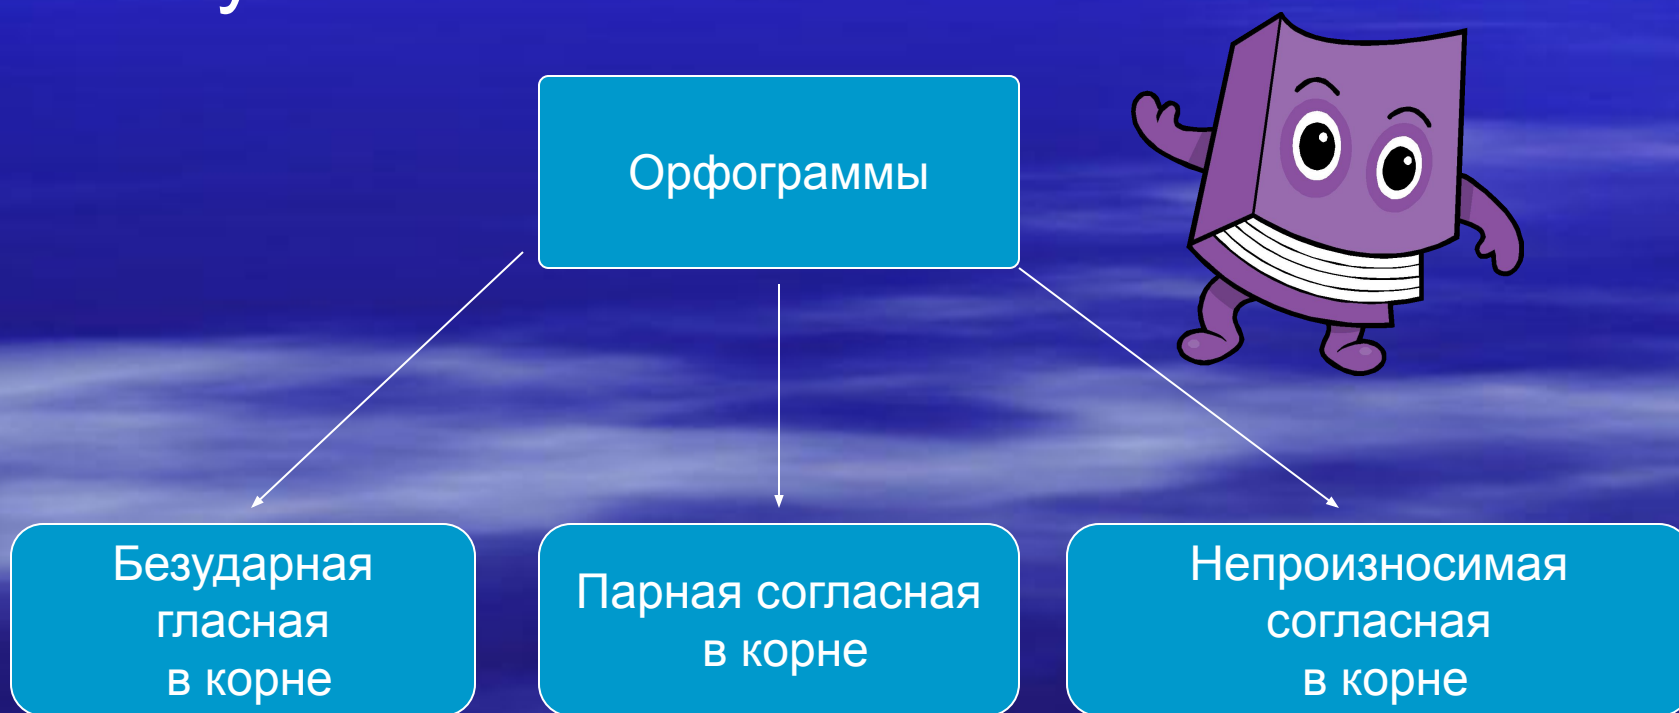 Орфограммы
Безударная
гласная
в корне
Парная согласная
в корне
Непроизносимая
согласная
в корне